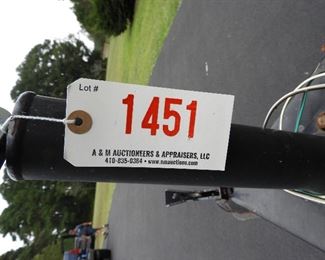 Lot #
1451
A & M AUCTIONEERS & APPRAISERS, LLC
410-835-0384 • www.amauctions.com